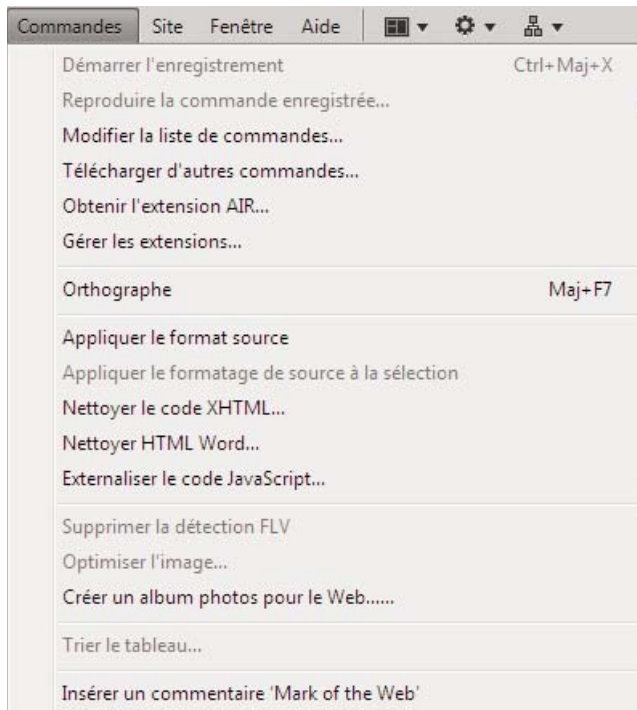 Commandes Site Fenêtre Aide
Démarrer l'enregistrement Ctrl+Maj+X
Reproduire la commande enregistrée...
Modifier la liste de commandes...
Télécharger d'autres commandes...
Obtenir l'extension AIR...
Gérer les extensions...
Orthographe Maj+F7
Appliquer le format source
Appliquer le formatage de source à la sélection
Nettoyer le code XHTML...
Nettoyer HTML Word...
Externaliser le code JavaScript...
Supprimer la détection FLV
Optimiser l'image...
Créer un album photos pour le Web......
Trier le tableau...
Insérer un commentaire 'Mark of the Web'